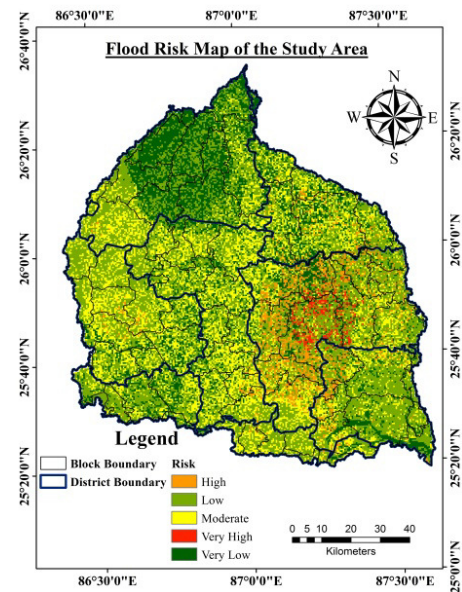 86°30'0"E 87°0'0"E 87°30'0"E
Flood Risk Map of the Study Area
N
W E
S
26°40'0"N
26°20'0"N
26°0'0"N
25°40'0"N
25°20'0"N
26°20'0"N
26°0'0"N
25°40'0"N
25°20'0"N
25°0'0"N
Legend
Block Boundary
District Boundary
Risk
High
Low
Moderate
Very High
Very Low
0 5 10 20 30 40
Kilometers
86°30'0"E 87°0'0"E 87°30'0"E